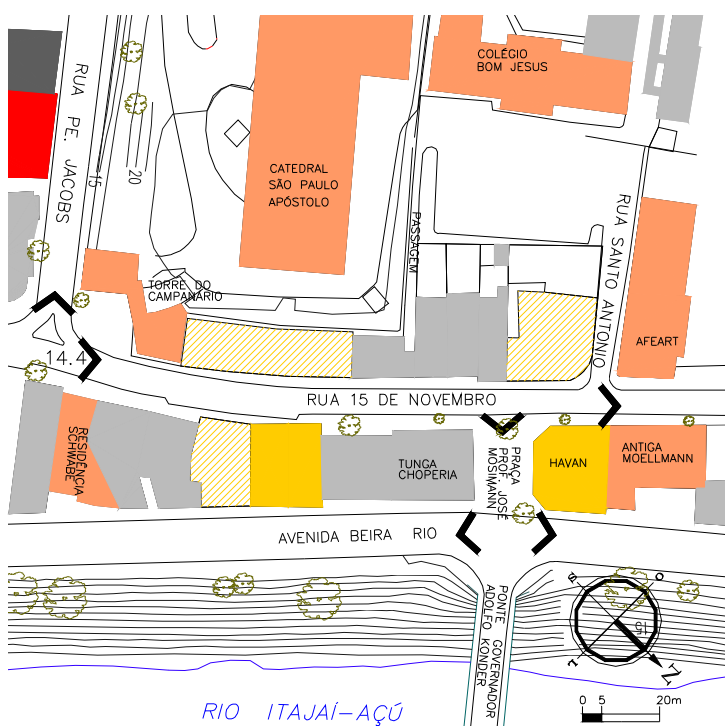 COLÉGIO
BOM JESUS
RUA PE. JACOBS
15
20
CATEDRAL
SÃO PAULO
APÓSTOLO
PASSAGEM
RUA SANTO ANTONIO
TORRE DO
CAMPANÁRIO
AFEART
14.4
RUA 15 DE NOVEMBRO
RESIDÊNCIA
SCHWABE
TUNGA
CHOPERIA
PRAÇA
PROF. JOSÉ
MOSIMANN
HAVAN
ANTIGA
MOELLMANN
AVENIDA BEIRA RIO
PONTE GOVERNADOR
ADOLFO KONDER
S
O
15
L
N
RIO ITAJAÍ-AÇÚ
0 5 20m